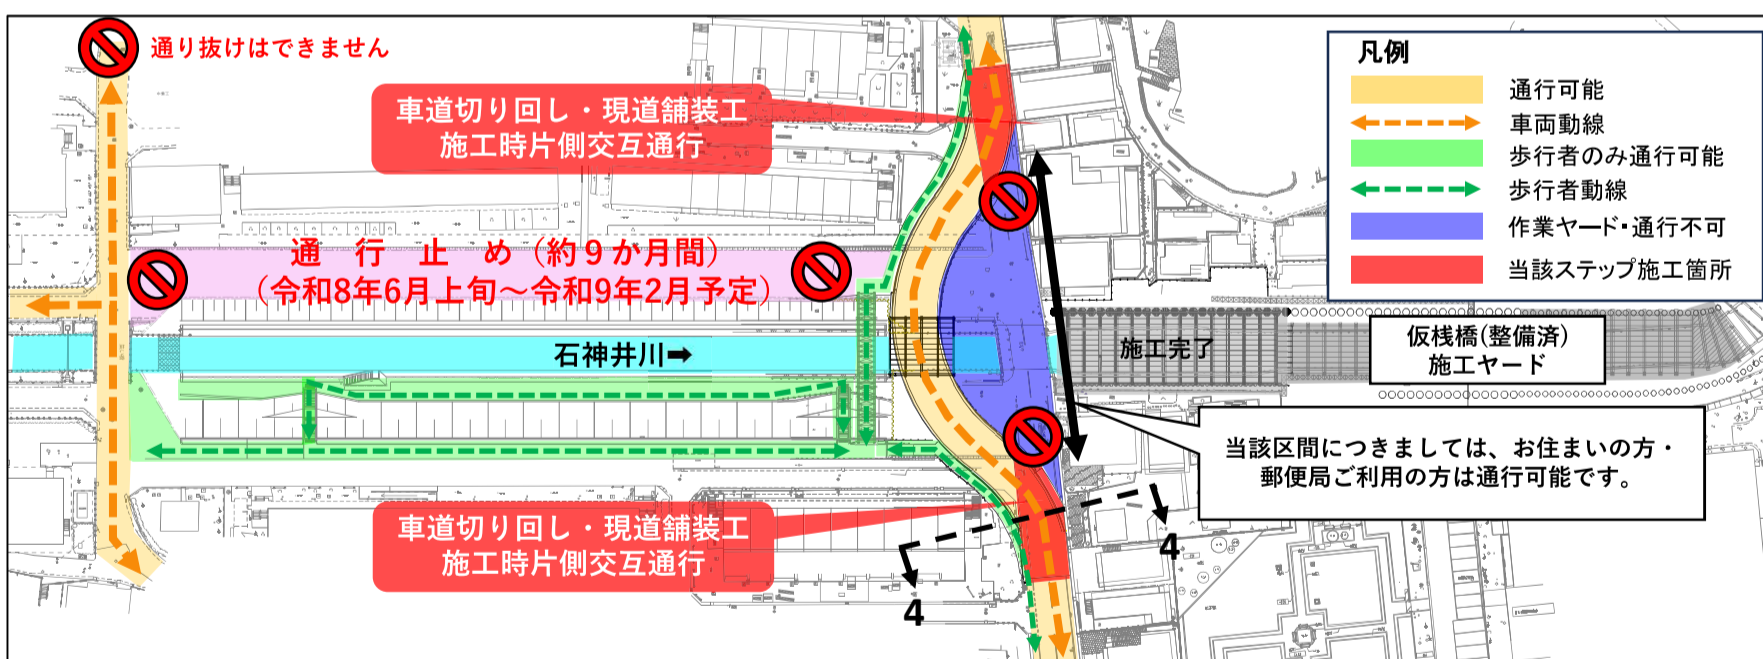 通り抜けはできません
車道切り回し・現道舗装工
施工時片側交互通行
凡例
通行可能
車両動線
歩行者のみ通行可能
歩行者動線
作業ヤード・通行不可
当該ステップ施工箇所
通行止め（約９か月間）
（令和8年6月上旬～令和9年2月予定）
石神井川➡
施工完了
仮桟橋(整備済)
施工ヤード
当該区間につきましては、お住まいの方・
郵便局ご利用の方は通行可能です。
車道切り回し・現道舗装工
施工時片側交互通行
4
4